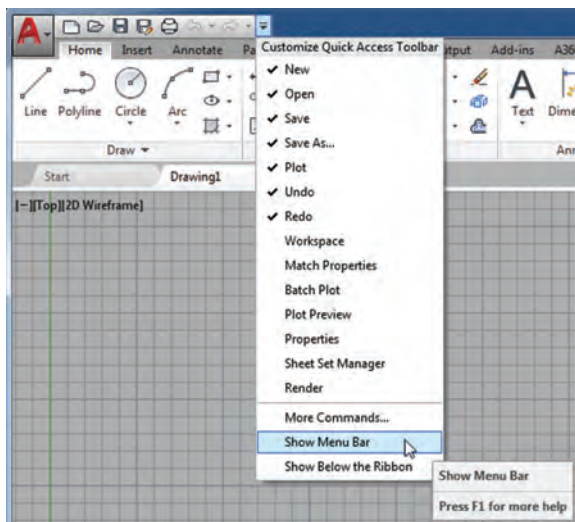 A
Customize Quick Access Toolbar
Home Insert Annotate Add-ins
Line Polyline Circle Arc
A
Text
Draw
Start Drawing1
[−][Top][2D Wireframe]
✔ New
✔ Open
✔ Save
✔ Save As...
✔ Plot
✔ Undo
✔ Redo
Workspace
Match Properties
Batch Plot
Plot Preview
Properties
Sheet Set Manager
Render
More Commands...
Show Menu Bar
Show Below the Ribbon
Show Menu Bar
Press F1 for more help